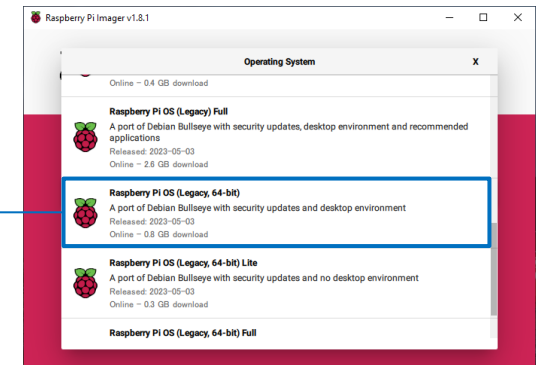 Raspberry Pi Imager v1.8.1
Operating System
X
Online - 0.4 GB download
Raspberry Pi OS (Legacy) Full
A port of Debian Bullseye with security updates, desktop environment and recommended
applications
Released: 2023-05-03
Online - 2.6 GB download
Raspberry Pi OS (Legacy, 64-bit)
A port of Debian Bullseye with security updates and desktop environment
Released: 2023-05-03
Online - 0.8 GB download
Raspberry Pi OS (Legacy, 64-bit) Lite
A port of Debian Bullseye with security updates and no desktop environment
Released: 2023-05-03
Online - 0.3 GB download
Raspberry Pi OS (Legacy, 64-bit) Full